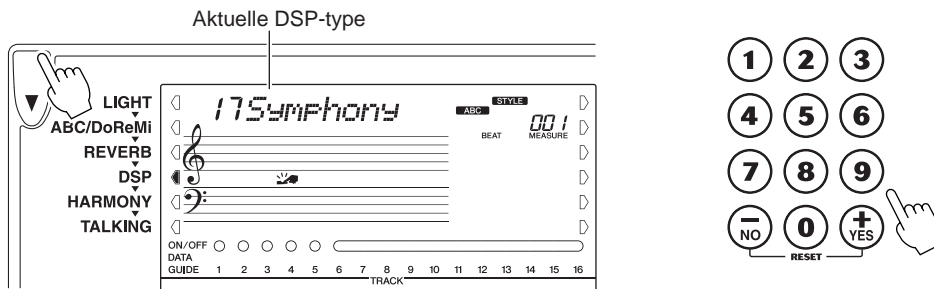 Aktuelle DSP-type
LIGHT
ABC/DoReMi
REVERB
DSP
HARMONY
TALKING
17Symphony
ABC
STYLE
BEAT
001
MEASURE
ON/OFF
DATA
GUIDE 1 2 3 4 5 6 7 8 9 10 11 12 13 14 15 16
TRACK
1 2 3
4 5 6
7 8 9
− 0 +
NO YES
RESET